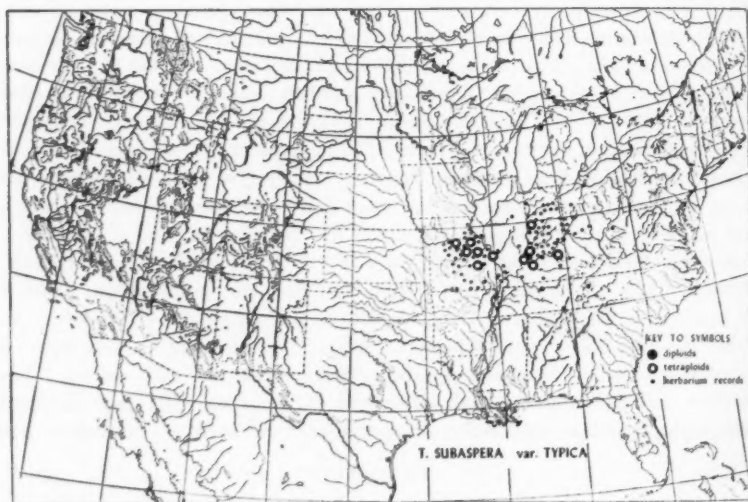 KEY TO SYMBOLS
diploids
tetraploids
herbarium records
T. SUBASPERA var. TYPICA